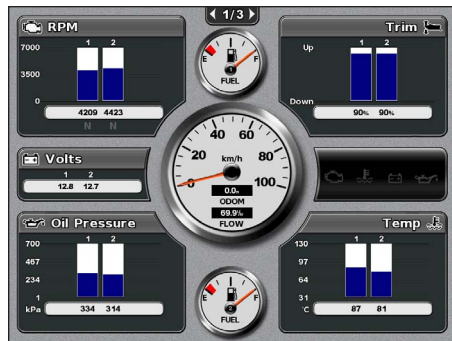 1/3
RPM
7000
3500
0
1 2
4209 4423
N N
E F
1
FUEL
Trim
Up
Down
1 2
90% 90%
Volts
1 2
12.8 12.7
0 20 40 60 80 100
km/h
0.0
ODOM
69.9
FLOW
Oil Pressure
700
467
234
1
kPa
1 2
334 314
E F
2
FUEL
Temp
130
97
64
31
°C
1 2
87 81